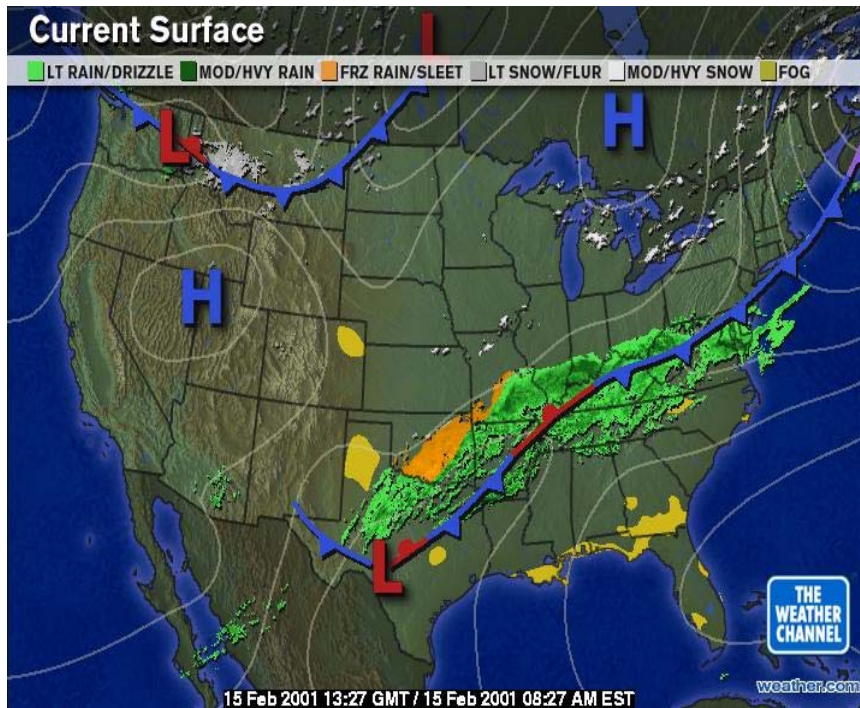 Current Surface
L
LT RAIN/DRIZZLE MOD/HVY RAIN FRZ RAIN/SLEET LT SNOW/FLUR MOD/HVY SNOW FOG
H
L
H
L
THE
WEATHER
CHANNEL
weather.com
15 Feb 2001 13:27 GMT / 15 Feb 2001 08:27 AM EST